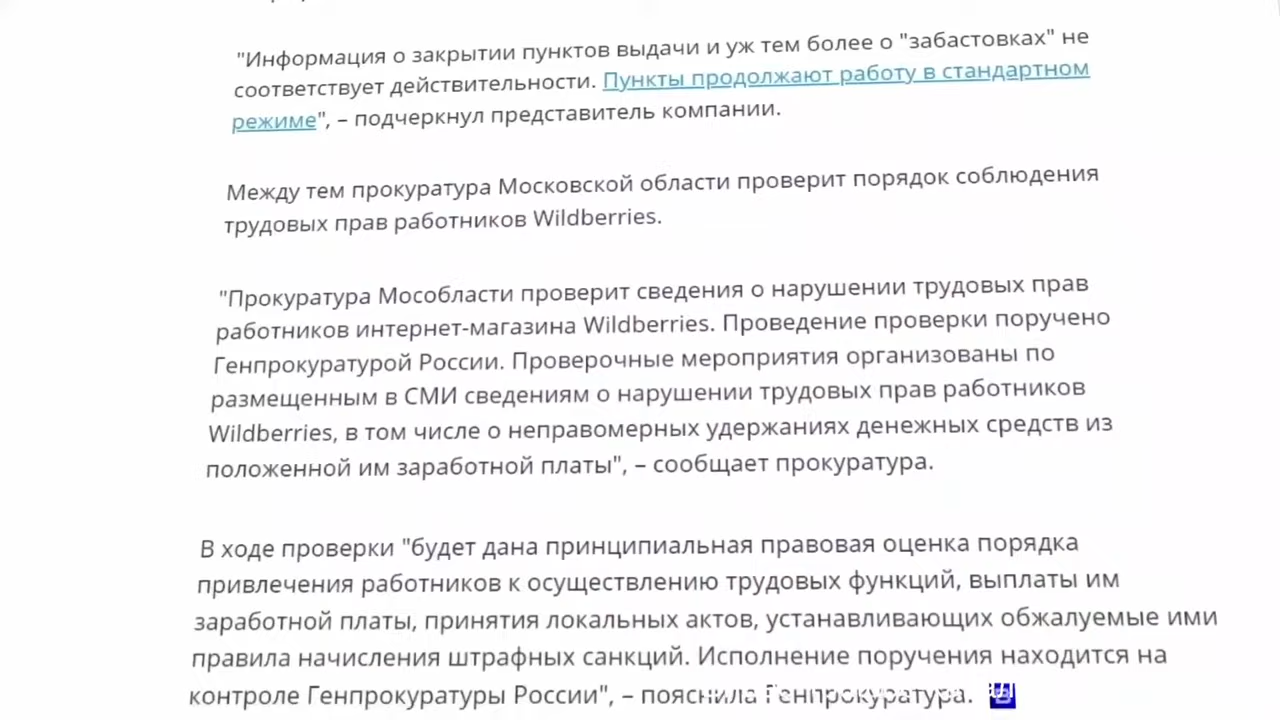 "Информация о закрытии пунктов выдачи и уж тем более о "забастовках" не
соответствует действительности. Пункты продолжают работу в стандартном
режиме", – подчеркнул представитель компании.
Между тем прокуратура Московской области проверит порядок соблюдения
трудовых прав работников Wildberries.
"Прокуратура Мособласти проверит сведения о нарушении трудовых прав
работников интернет-магазина Wildberries. Проведение проверки поручено
Генпрокуратурой России. Проверочные мероприятия организованы по
размещенным в СМИ сведениям о нарушении трудовых прав работников
Wildberries, в том числе о неправомерных удержаниях денежных средств из
положенной им заработной платы", – сообщает прокуратура.
В ходе проверки "будет дана принципиальная правовая оценка порядка
привлечения работников к осуществлению трудовых функций, выплаты им
заработной платы, принятия локальных актов, устанавливающих обжалуемые ими
правила начисления штрафных санкций. Исполнение поручения находится на
контроле Генпрокуратуры России", – пояснила Генпрокуратура.